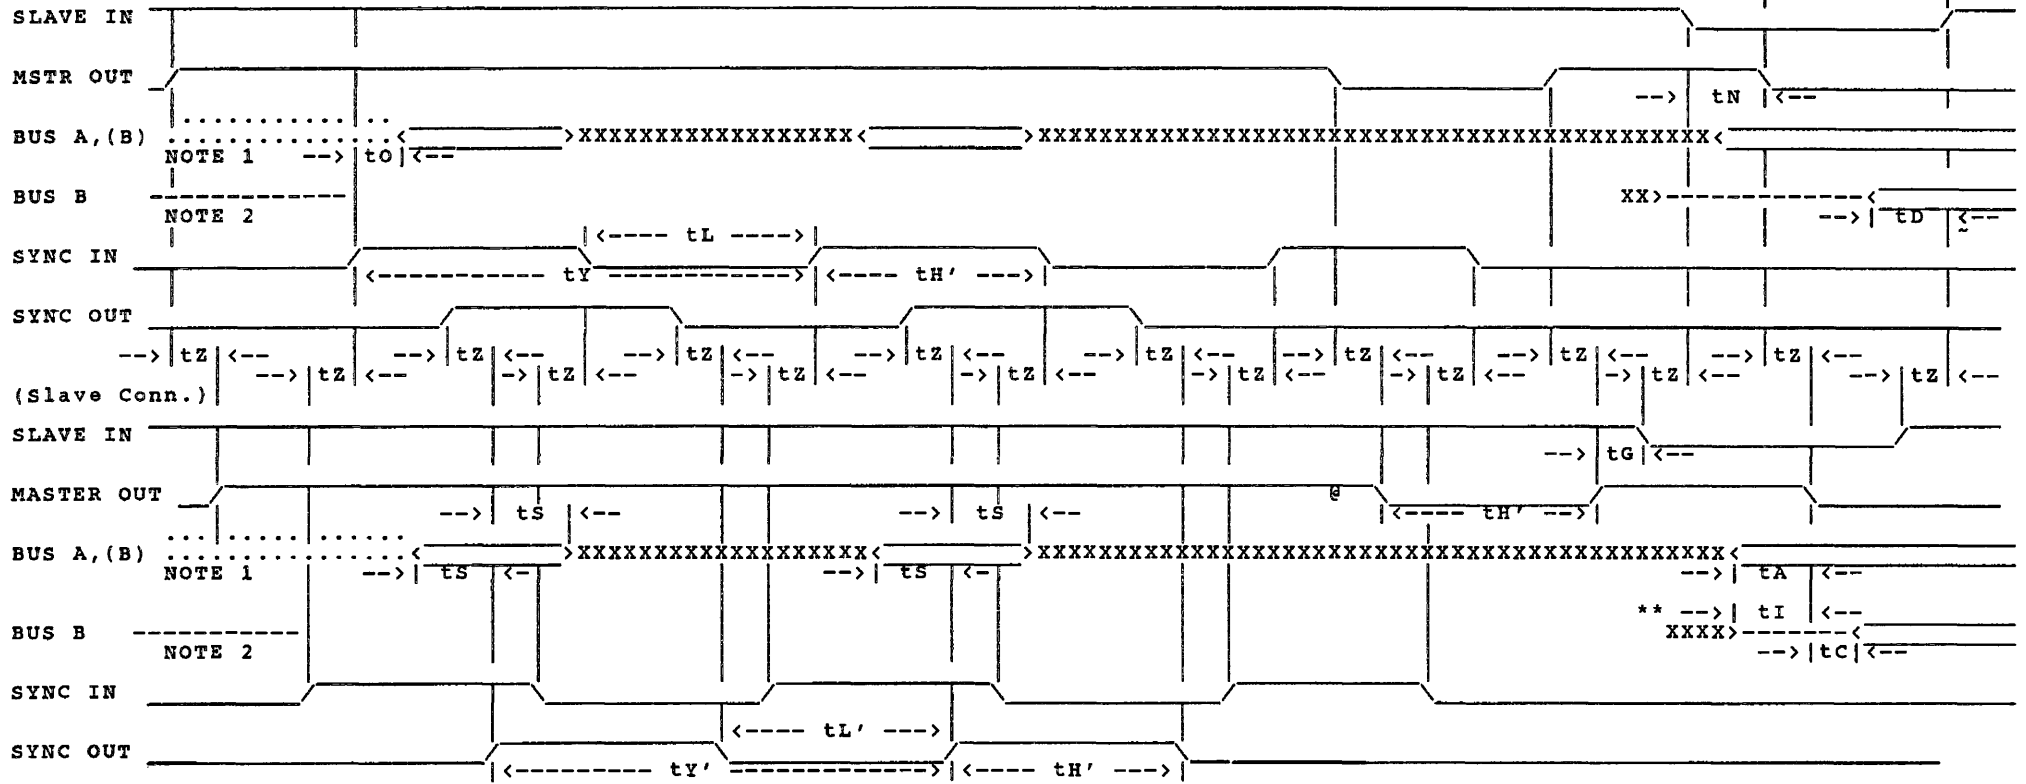 SLAVE IN
MSTR OUT
--> tN <--
BUS A,(B) ..................<          >XXXXXXXXXXXXXXXXXX<        >XXXXXXXXXXXXXXXXXXXXXXXXXXXXXXXXXXXXXXXXXXXX<
NOTE 1 --> tO|<--
BUS B ----------- XX>-----------<
NOTE 2 -->| tD <--
|<---- tL ---->|
SYNC IN
<----------- tY ----------->|<---- tH' --->|
SYNC OUT
-->|tZ|<-- -->|tZ|<-- -->|tZ|<-- -->|tZ|<-- -->|tZ|<-- -->|tZ|<-- -->|tZ|<-- -->|tZ|<--
-->|tZ|<-- ->|tZ|<-- ->|tZ|<-- ->|tZ|<-- ->|tZ|<-- ->|tZ|<-- ->|tZ|<-- -->|tZ|<--
(Slave Conn.)
SLAVE IN
--> tG|<--
MASTER OUT @
--> tS |<-- --> tS |<-- |<---- tH' -->|
BUS A,(B) ..................<        >XXXXXXXXXXXXXXXXXXX<       >XXXXXXXXXXXXXXXXXXXXXXXXXXXXXXXXXXXXXXXXXXXXX<
NOTE 1 -->| tS <- -->| tS <- -->| tA <--
** -->| tI <--
BUS B ----------- XXXX>-------<
NOTE 2 -->|tC|<--
SYNC IN
|<---- tL' --->
SYNC OUT
|<--------- tY' ----------->|<---- tH' --->|